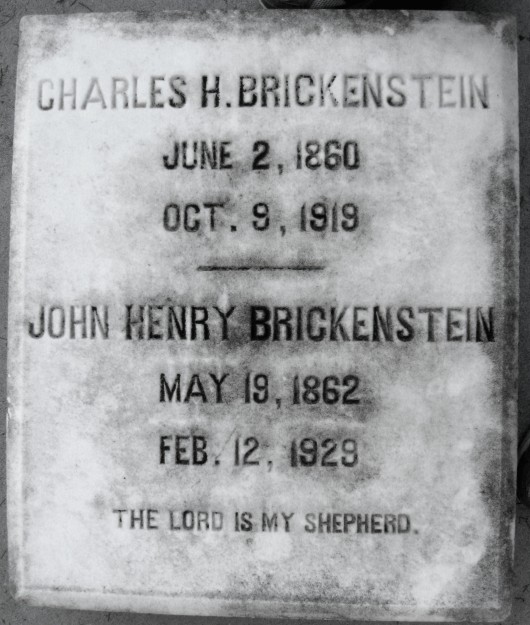 CHARLES H. BRICKENSTEIN
JUNE 2, 1860
OCT. 9, 1919
JOHN HENRY BRICKENSTEIN
MAY 19, 1862
FEB. 12, 1929
THE LORD IS MY SHEPHERD.